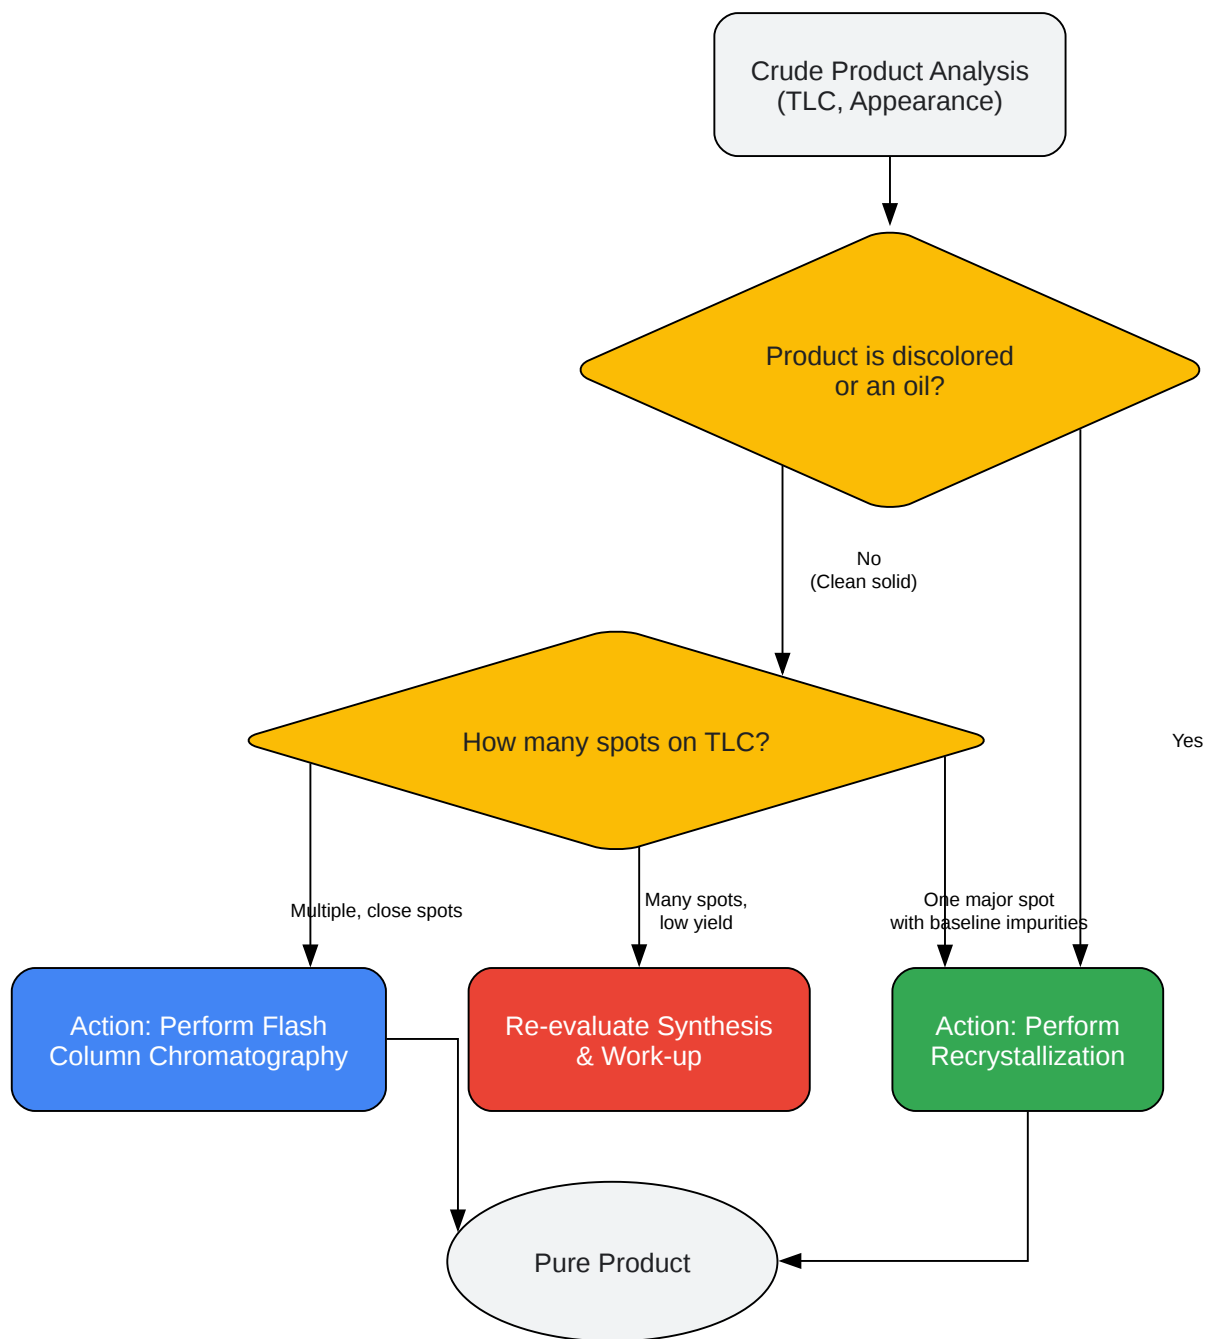 Crude Product Analysis
(TLC, Appearance)
Product is discolored
or an oil?
No
(Clean solid)
How many spots on TLC?
Yes
Multiple, close spots
Many spots,
low yield
One major spot
with baseline impurities
Action: Perform Flash
Column Chromatography
Re-evaluate Synthesis
& Work-up
Action: Perform
Recrystallization
Pure Product